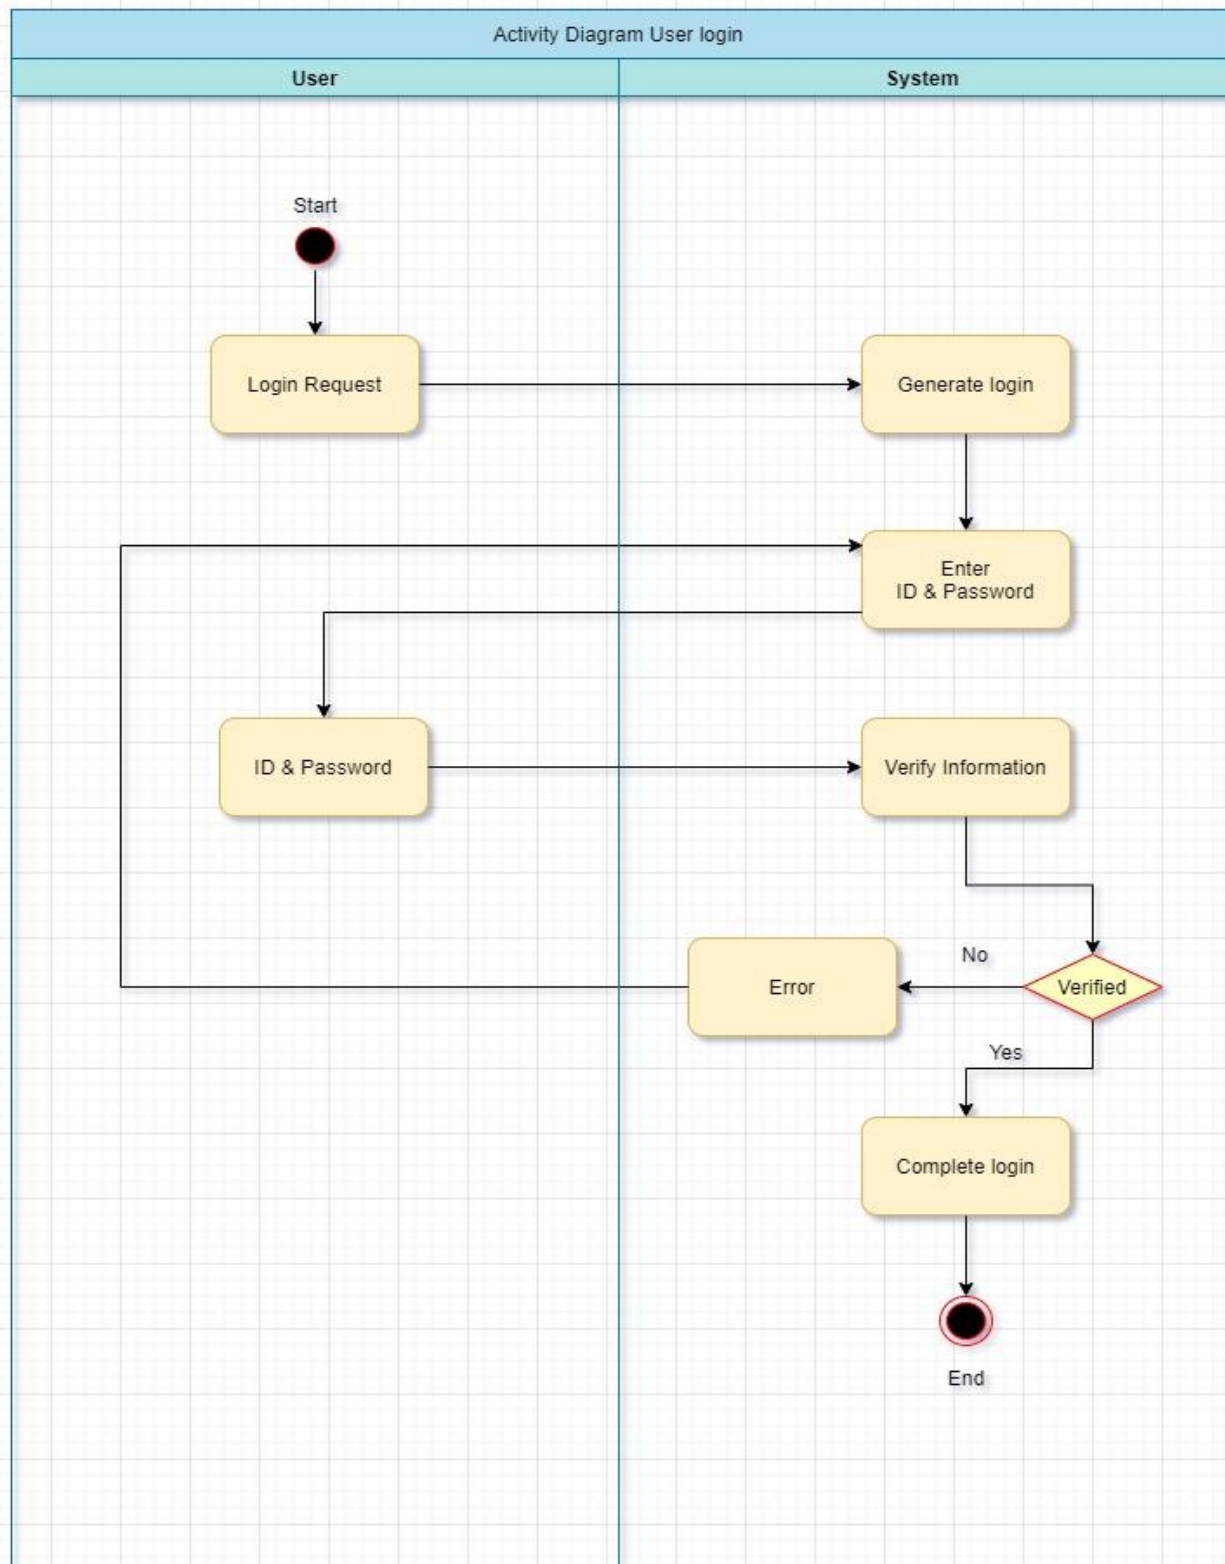 Activity Diagram User login
User
System
Start
Login Request
Generate login
Enter
ID & Password
ID & Password
Verify Information
No
Error
Verified
Yes
Complete login
End